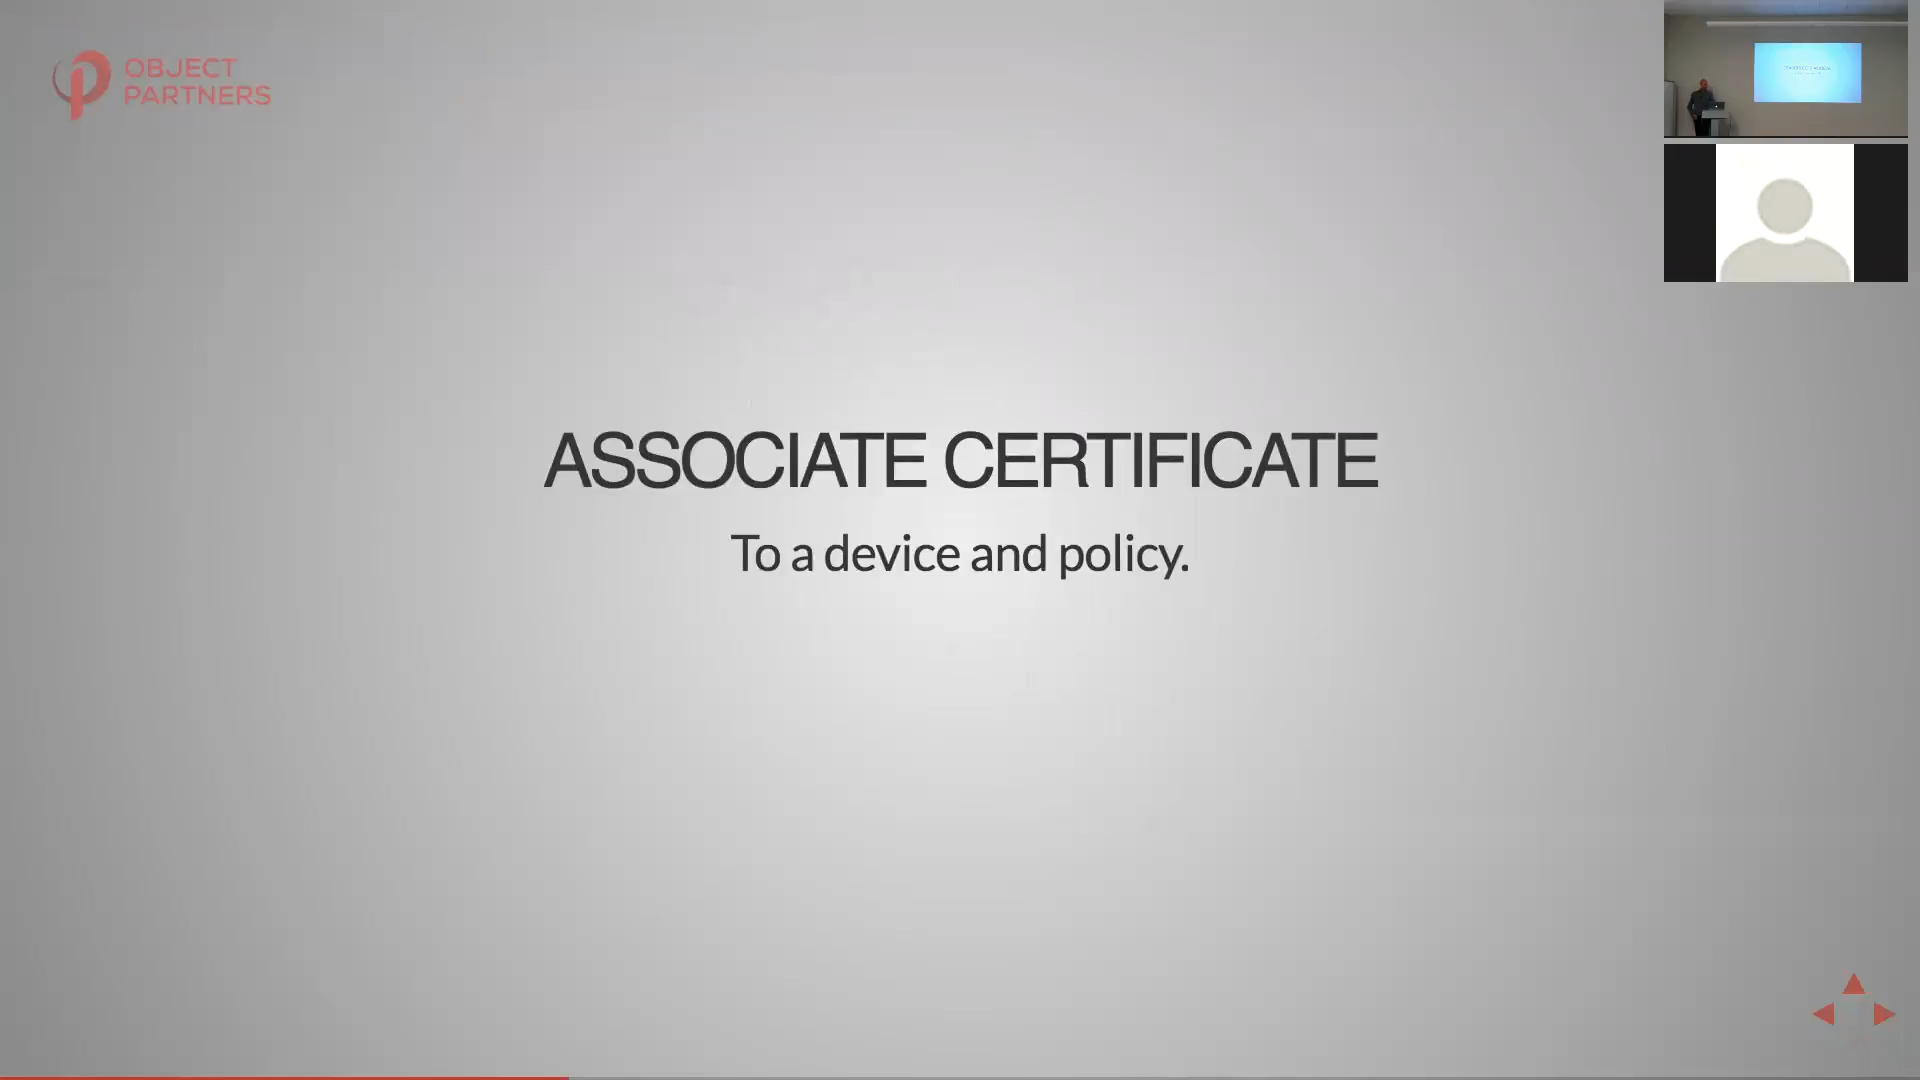 OBJECT
PARTNERS
ASSOCIATE CERTIFICATE
To a device and policy.